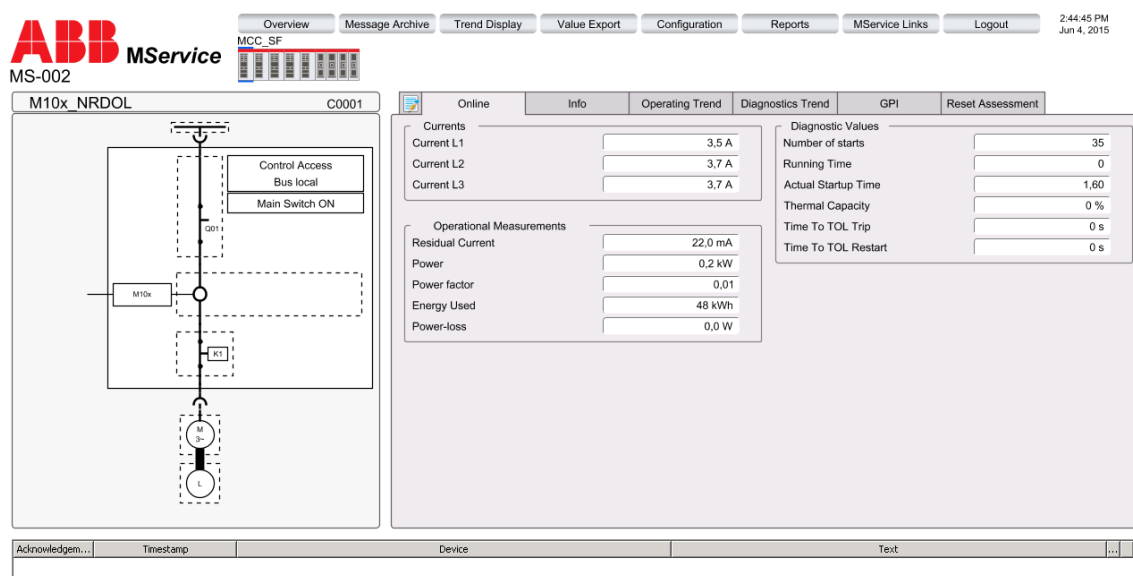 ABB MService
MS-002
Overview
Message Archive
Trend Display
Value Export
Configuration
Reports
MService Links
Logout
2:44:45 PM
Jun 4, 2015
MCC_SF
M10x_NRDOL C0001
Control Access
Bus local
Main Switch ON
Q01
M10x
K1
M
3~
L
Online
Info
Operating Trend
Diagnostics Trend
GPI
Reset Assessment
Currents
Current L1 3,5 A
Current L2 3,7 A
Current L3 3,7 A
Operational Measurements
Residual Current 22,0 mA
Power 0,2 kW
Power factor 0,01
Energy Used 48 kWh
Power-loss 0,0 W
Diagnostic Values
Number of starts 35
Running Time 0
Actual Startup Time 1,60
Thermal Capacity 0 %
Time To TOL Trip 0 s
Time To TOL Restart 0 s
Acknowledgem... Timestamp Device Text ...